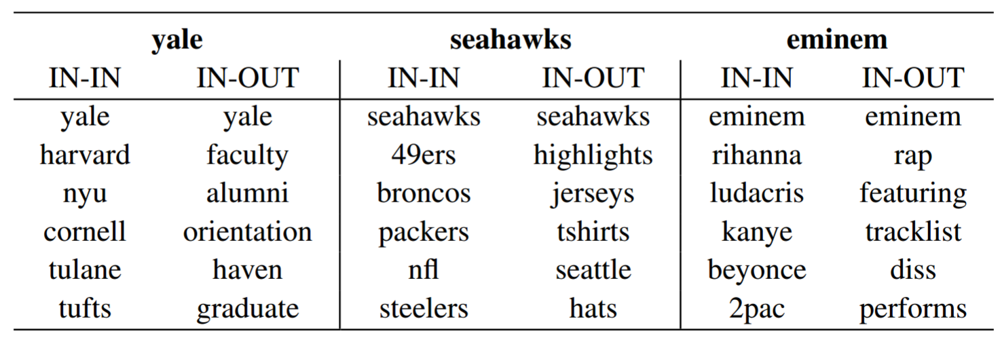 yale seahawks eminem
IN-IN IN-OUT IN-IN IN-OUT IN-IN IN-OUT
yale yale seahawks seahawks eminem eminem
harvard faculty 49ers highlights rihanna rap
nyu alumni broncos jerseys ludacris featuring
cornell orientation packers tshirts kanye tracklist
tulane haven nfl seattle beyonce diss
tufts graduate steelers hats 2pac performs